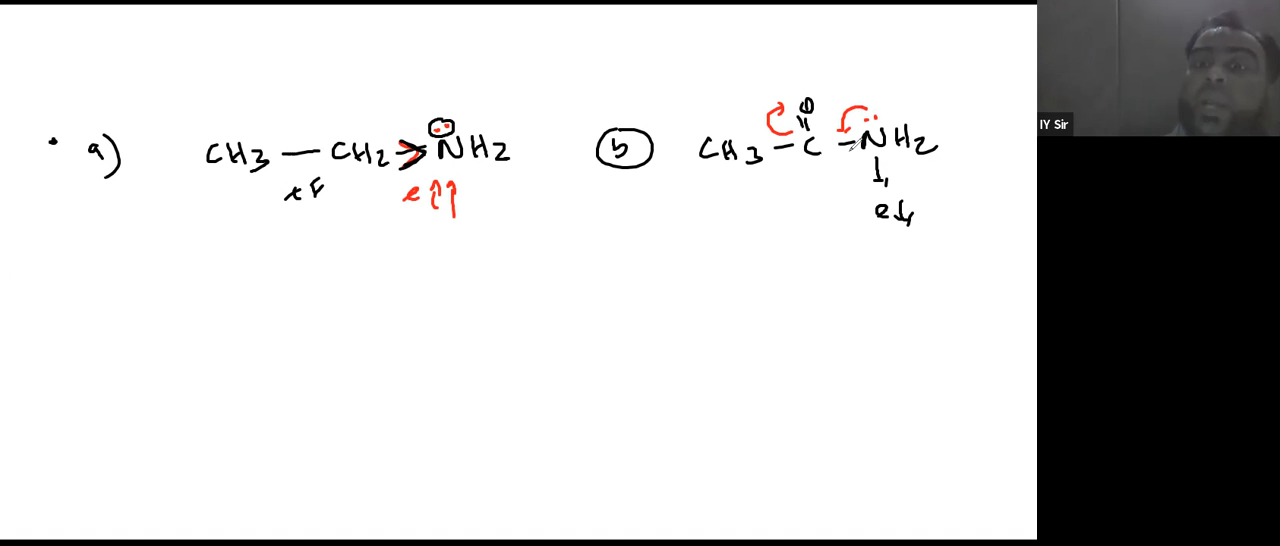 a) CH3 — CH2 > NH2
e↑↑
b CH3 - C - NH2
O
e↓
IY Sir